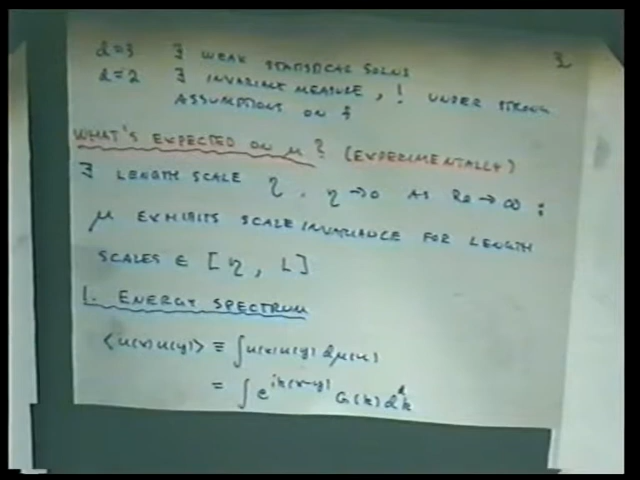 d=3 ∃ WEAK STATISTICAL SOLNS 2
d=2 ∃ INVARIANT MEASURE, ! UNDER STRONG
ASSUMPTIONS ON f
WHAT'S EXPECTED ON μ? (EXPERIMENTALLY)
∃ LENGTH SCALE η, η→0 AS Re→∞:
μ EXHIBITS SCALE INVARIANCE FOR LENGTH
SCALES ∈ [η, L]
1. ENERGY SPECTRUM
<u(x)u(y)> ≡ ∫u(x)u(y) dμ(u)
= ∫e^{ik(x-y)} G(k)d^dk